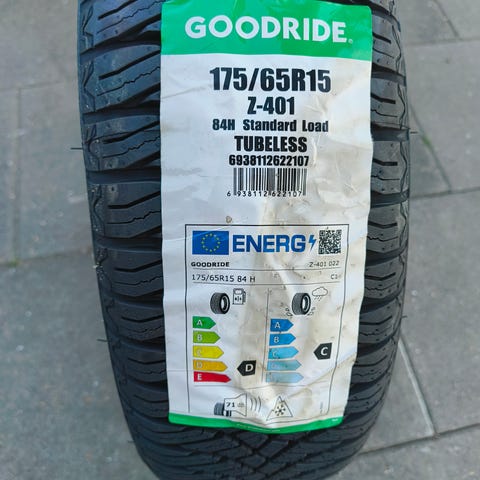 GOODRIDE®
175/65R15
Z-401
84H Standard Load
TUBELESS
6938112622107
6 938112 622107
ENERG
GOODRIDE Z-401 022
175/65R15 84 H C1
A A
B B
C C C
D D D
E E
71